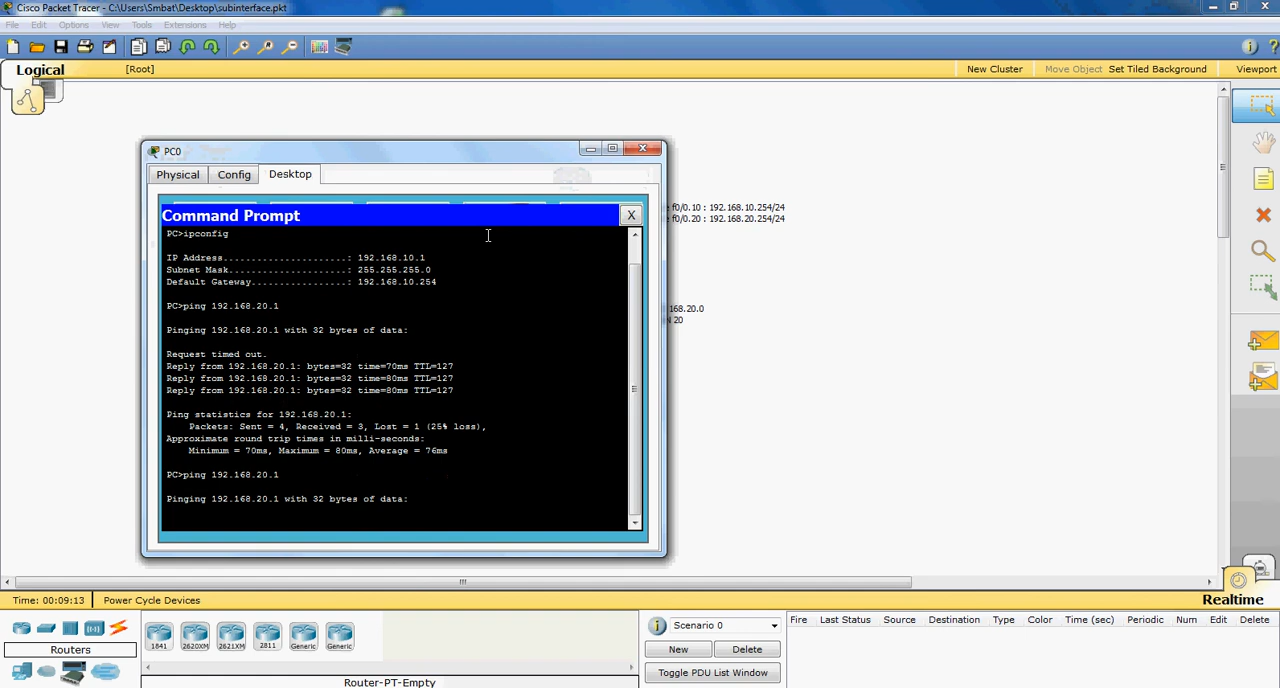 Cisco Packet Tracer - C:\Users\Smbat\Desktop\subinterface.pkt
File Edit Options View Tools Extensions Help
Logical [Root] New Cluster Move Object Set Tiled Background Viewport
PC0
Physical Config Desktop
f0/0.10 : 192.168.10.254/24
f0/0.20 : 192.168.20.254/24
Command Prompt X
PC>ipconfig
IP Address......................: 192.168.10.1
Subnet Mask.....................: 255.255.255.0
Default Gateway.................: 192.168.10.254
PC>ping 192.168.20.1
Pinging 192.168.20.1 with 32 bytes of data:
Request timed out.
Reply from 192.168.20.1: bytes=32 time=70ms TTL=127
Reply from 192.168.20.1: bytes=32 time=80ms TTL=127
Reply from 192.168.20.1: bytes=32 time=80ms TTL=127
Ping statistics for 192.168.20.1:
Packets: Sent = 4, Received = 3, Lost = 1 (25% loss),
Approximate round trip times in milli-seconds:
Minimum = 70ms, Maximum = 80ms, Average = 76ms
PC>ping 192.168.20.1
Pinging 192.168.20.1 with 32 bytes of data:
168.20.0
20
Time: 00:09:13 Power Cycle Devices Realtime
Routers
1841 2620XM 2621XM 2811 Generic Generic
Router-PT-Empty
Scenario 0
New Delete
Toggle PDU List Window
Fire Last Status Source Destination Type Color Time (sec) Periodic Num Edit Delete